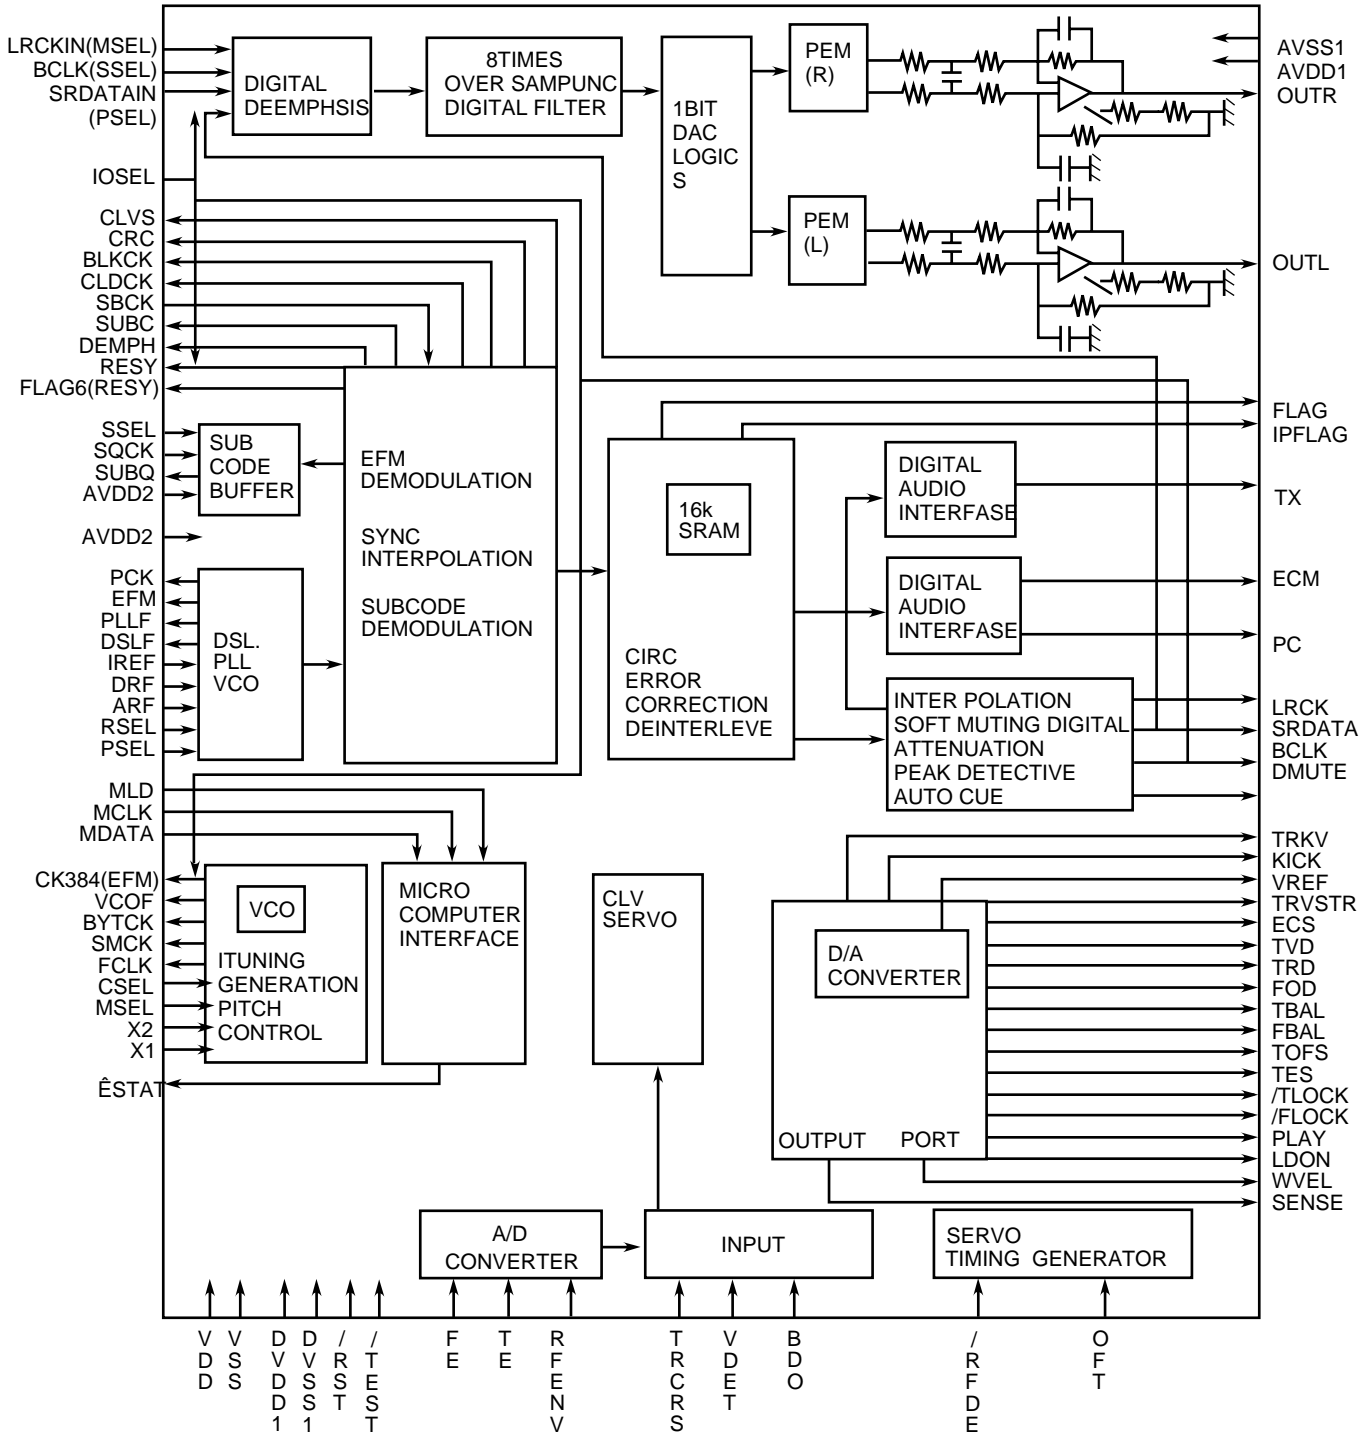 LRCKIN(MSEL)
BCLK(SSEL)
SRDATAIN
(PSEL)
IOSEL
CLVS
CRC
BLKCK
CLDCK
SBCK
SUBC
DEMPH
RESY
FLAG6(RESY)
SSEL
SQCK
SUBQ
AVDD2
AVDD2
PCK
EFM
PLLF
DSLF
IREF
DRF
ARF
RSEL
PSEL
MLD
MCLK
MDATA
CK384(EFM)
VCOF
BYTCK
SMCK
FCLK
CSEL
MSEL
X2
X1
ÊSTAT
DIGITAL
DEEMPHSIS
8TIMES
OVER SAMPUNC
DIGITAL FILTER
1BIT
DAC
LOGIC
S
PEM
(R)
PEM
(L)
SUB
CODE
BUFFER
EFM
DEMODULATION
SYNC
INTERPOLATION
SUBCODE
DEMODULATION
DSL.
PLL
VCO
16k
SRAM
CIRC
ERROR
CORRECTION
DEINTERLEVE
DIGITAL
AUDIO
INTERFASE
DIGITAL
AUDIO
INTERFASE
INTER POLATION
SOFT MUTING DIGITAL
ATTENUATION
PEAK DETECTIVE
AUTO CUE
VCO
ITUNING
GENERATION
PITCH
CONTROL
MICRO
COMPUTER
INTERFACE
CLV
SERVO
D/A
CONVERTER
OUTPUT PORT
A/D
CONVERTER
INPUT
SERVO
TIMING GENERATOR
AVSS1
AVDD1
OUTR
OUTL
FLAG
IPFLAG
TX
ECM
PC
LRCK
SRDATA
BCLK
DMUTE
TRKV
KICK
VREF
TRVSTR
ECS
TVD
TRD
FOD
TBAL
FBAL
TOFS
TES
/TLOCK
/FLOCK
PLAY
LDON
WVEL
SENSE
VDD
VSS
DVDD1
DVSS1
/RST
/TEST
FE
TE
RFENV
TRCRS
VDET
BDO
/RFDE
OFT